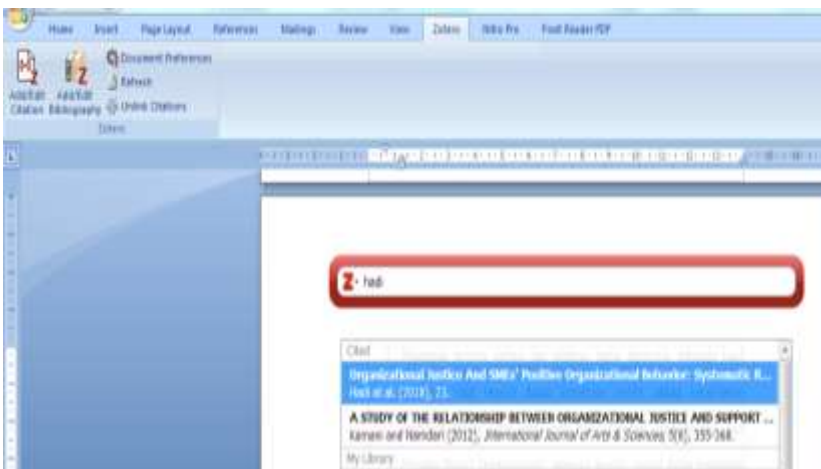 Home Insert Page Layout References Mailings Review View Zotero Nitro Pro Foxit Reader PDF
Add/Edit Citation
Add/Edit Bibliography
Document Preferences
Refresh
Unlink Citations
Zotero
Z hadi
Cited
Organizational Justice And SMEs' Positive Organizational Behavior: Systematic R...
Hadi et al. (2018), 23.
A STUDY OF THE RELATIONSHIP BETWEEN ORGANIZATIONAL JUSTICE AND SUPPORT ...
and Namdari (2012), International Journal of Arts & Sciences, 5(6), 355-368.
My Library